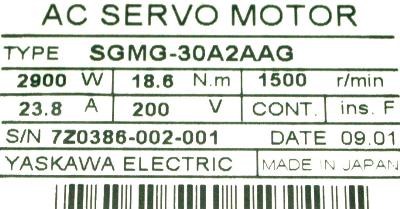 AC SERVO MOTOR
TYPE SGMG-30A2AAG
2900 W 18.6 N.m 1500 r/min
23.8 A 200 V CONT. ins. F
S/N 7Z0386-002-001 DATE 09.01
YASKAWA ELECTRIC MADE IN JAPAN